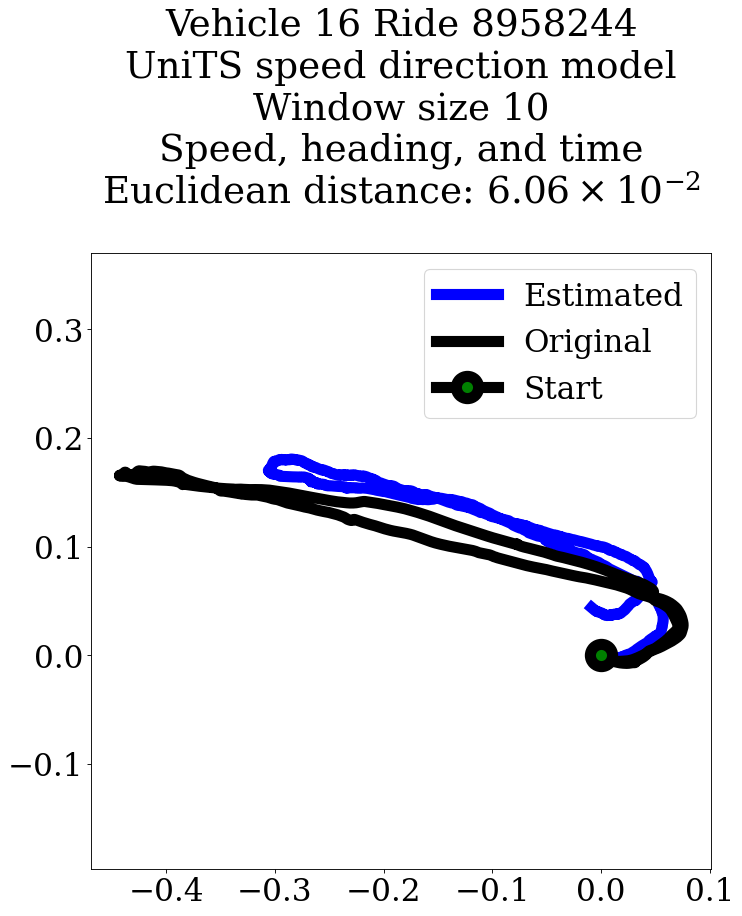 Vehicle 16 Ride 8958244
UniTS speed direction model
Window size 10
Speed, heading, and time
Euclidean distance: 6.06 × 10⁻²
Estimated
Original
Start
0.3
0.2
0.1
0.0
−0.1
−0.4 −0.3 −0.2 −0.1 0.0 0.1